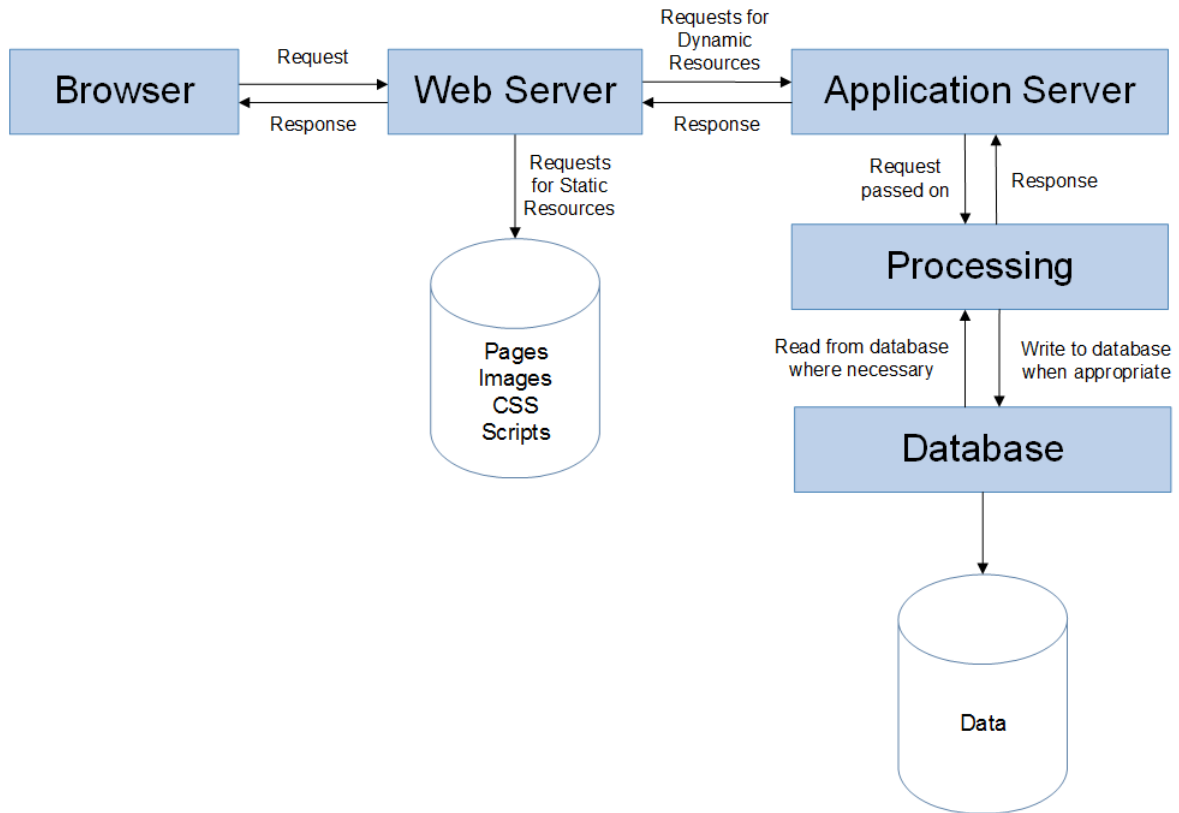 Browser
Request
Response
Web Server
Requests for
Dynamic
Resources
Response
Application Server
Requests
for Static
Resources
Request
passed on
Response
Processing
Pages
Images
CSS
Scripts
Read from database
where necessary
Write to database
when appropriate
Database
Data